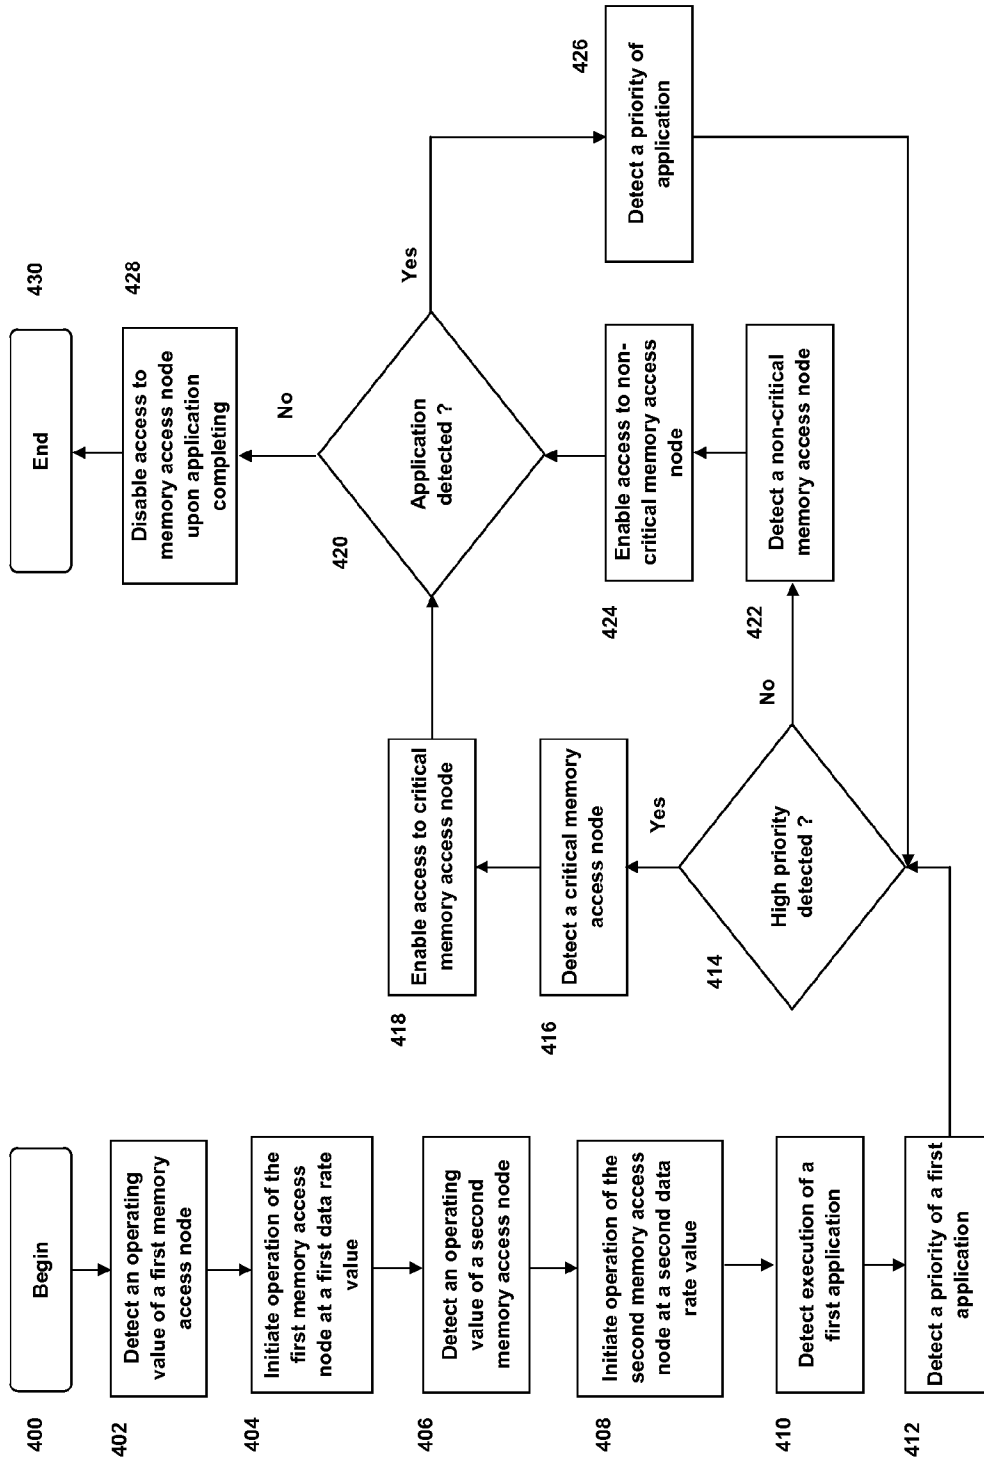 400
Begin
402
Detect an operating
value of a first memory
access node
404
Initiate operation of the
first memory access
node at a first data rate
value
406
Detect an operating
value of a second
memory access node
408
Initiate operation of the
second memory access
node at a second data
rate value
410
Detect execution of a
first application
412
Detect a priority of a first
application
414
High priority
detected ?
Yes
No
416
Detect a critical memory
access node
418
Enable access to critical
memory access node
420
Application
detected ?
No
Yes
422
Detect a non-critical
memory access node
424
Enable access to non-
critical memory access
node
426
Detect a priority of
application
428
Disable access to
memory access node
upon application
completing
430
End